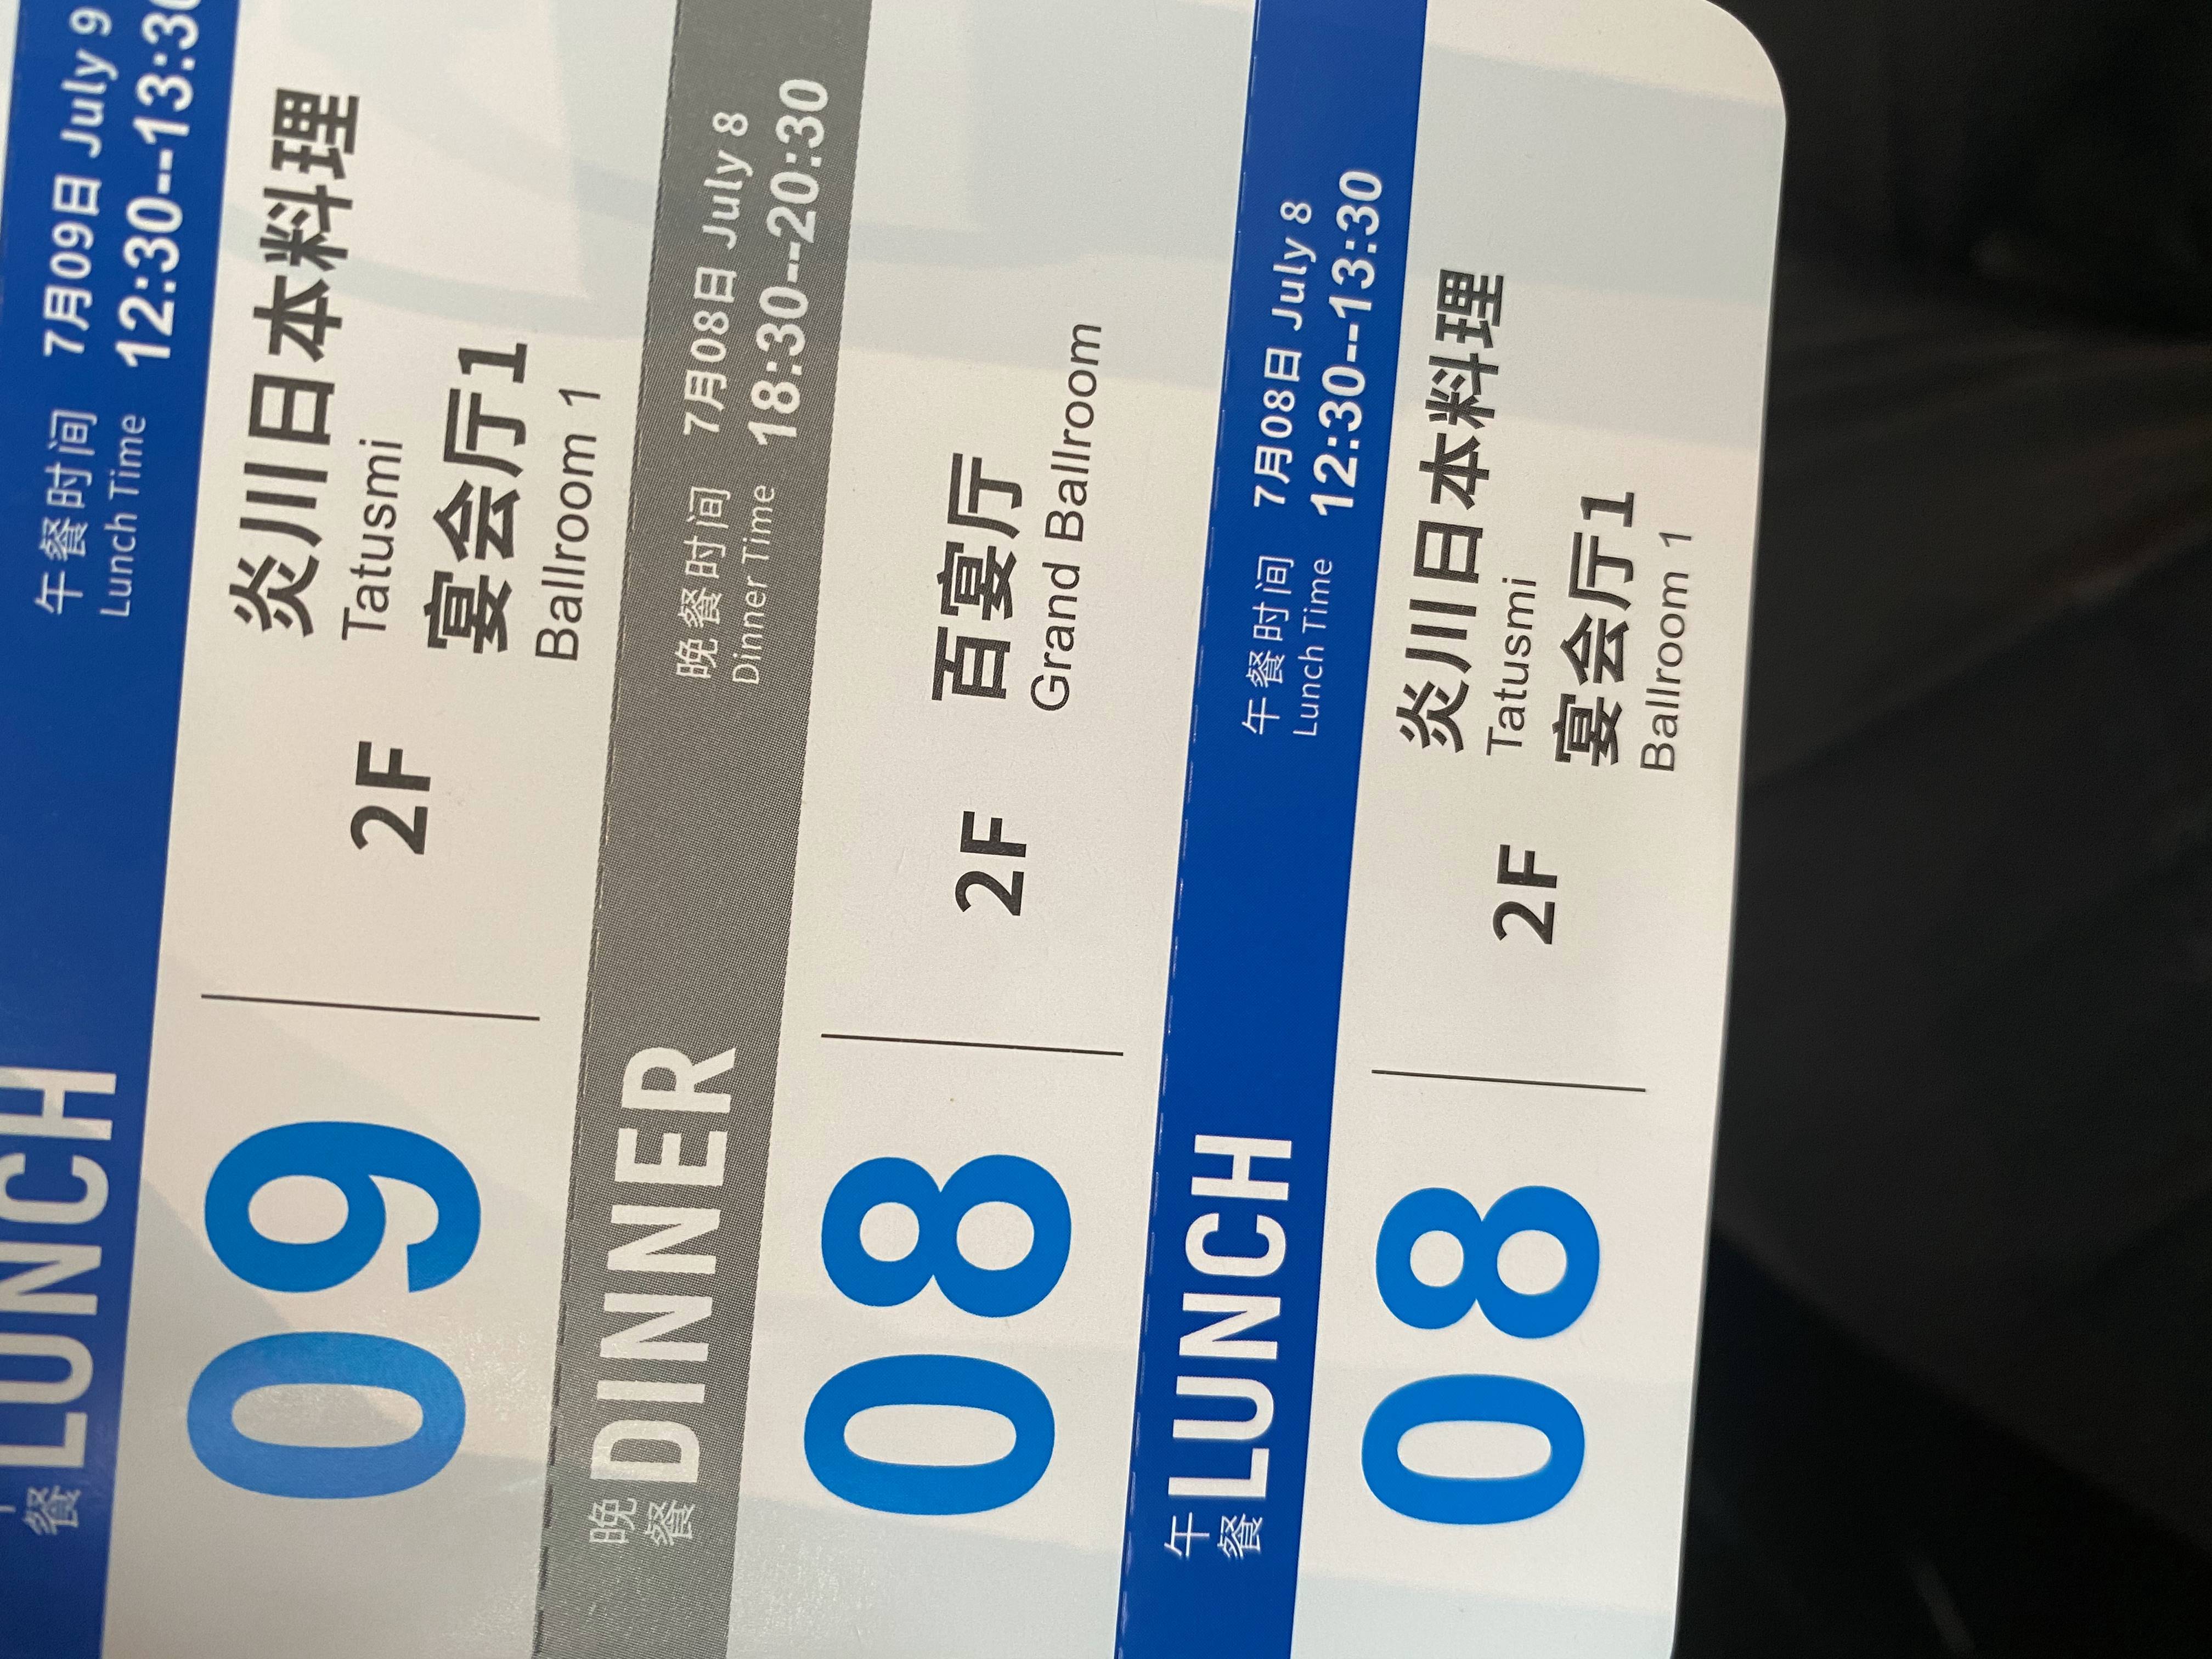 午餐 LUNCH
午餐时间 7月09日 July 9
Lunch Time 12:30--13:30
09
2F
炎川日本料理
Tatusmi
宴会厅1
Ballroom 1
晚餐 DINNER
晚餐时间 7月08日 July 8
Dinner Time 18:30--20:30
08
2F
百宴厅
Grand Ballroom
午餐 LUNCH
午餐时间 7月08日 July 8
Lunch Time 12:30--13:30
08
2F
炎川日本料理
Tatusmi
宴会厅1
Ballroom 1